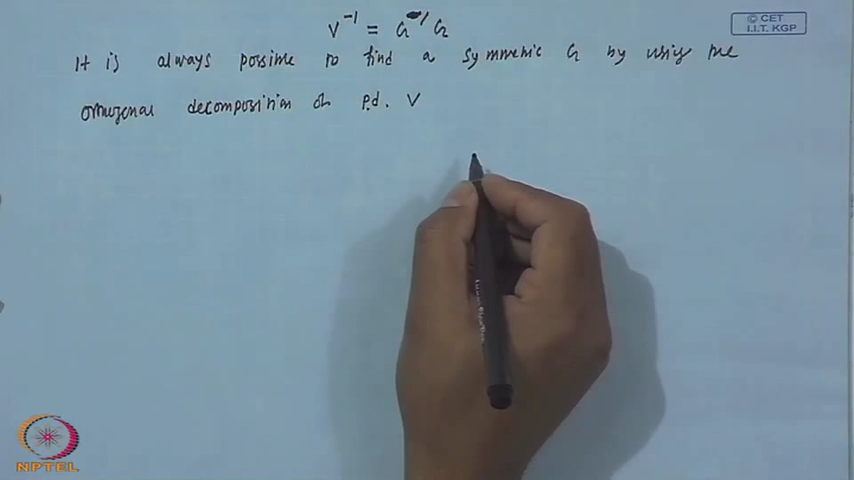 V⁻¹ = G' G
© CET
I.I.T. KGP
It is always possible to find a symmetric G by using the
orthogonal decomposition of p.d. V
NPTEL